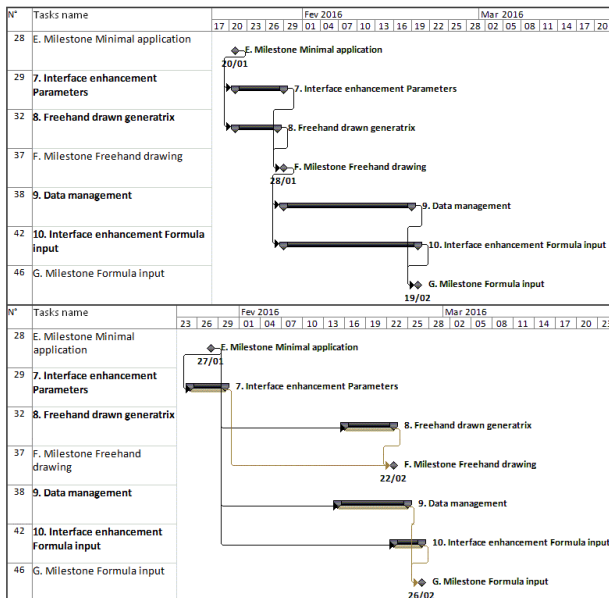 N° Tasks name Fev 2016 Mar 2016
17 20 23 26 29 01 04 07 10 13 16 19 22 25 28 02 05 08 11 14 17 20
28 E. Milestone Minimal application E. Milestone Minimal application
20/01
29 7. Interface enhancement
Parameters
7. Interface enhancement Parameters
32 8. Freehand drawn generatrix 8. Freehand drawn generatrix
37 F. Milestone Freehand drawing F. Milestone Freehand drawing
28/01
38 9. Data management 9. Data management
42 10. Interface enhancement Formula
input
10. Interface enhancement Formula input
46 G. Milestone Formula input G. Milestone Formula input
19/02
N° Tasks name Fev 2016 Mar 2016
23 26 29 01 04 07 10 13 16 19 22 25 28 02 05 08 11 14 17 20 23
28 E. Milestone Minimal
application
E. Milestone Minimal application
27/01
29 7. Interface enhancement
Parameters
7. Interface enhancement Parameters
32 8. Freehand drawn generatrix 8. Freehand drawn generatrix
37 F. Milestone Freehand
drawing
F. Milestone Freehand drawing
22/02
38 9. Data management 9. Data management
42 10. Interface enhancement
Formula input
10. Interface enhancement Formula input
46 G. Milestone Formula input G. Milestone Formula input
26/02